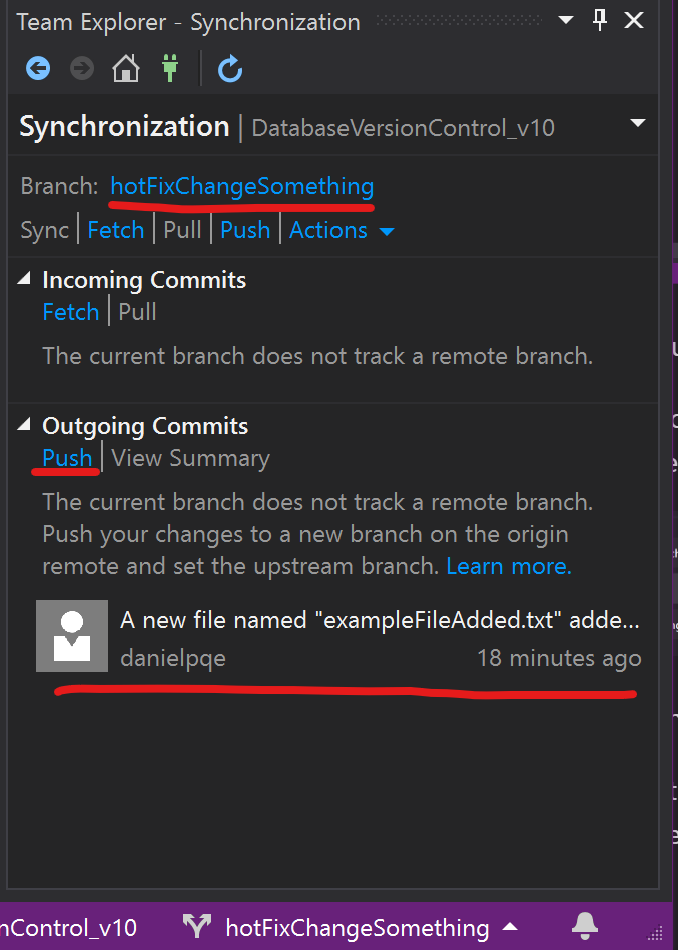 Team Explorer - Synchronization
Synchronization | DatabaseVersionControl_v10
Branch: hotFixChangeSomething
Sync | Fetch | Pull | Push | Actions
Incoming Commits
Fetch | Pull
The current branch does not track a remote branch.
Outgoing Commits
Push | View Summary
The current branch does not track a remote branch.
Push your changes to a new branch on the origin
remote and set the upstream branch. Learn more.
A new file named "exampleFileAdded.txt" adde...
danielpqe 18 minutes ago
nControl_v10 hotFixChangeSomething